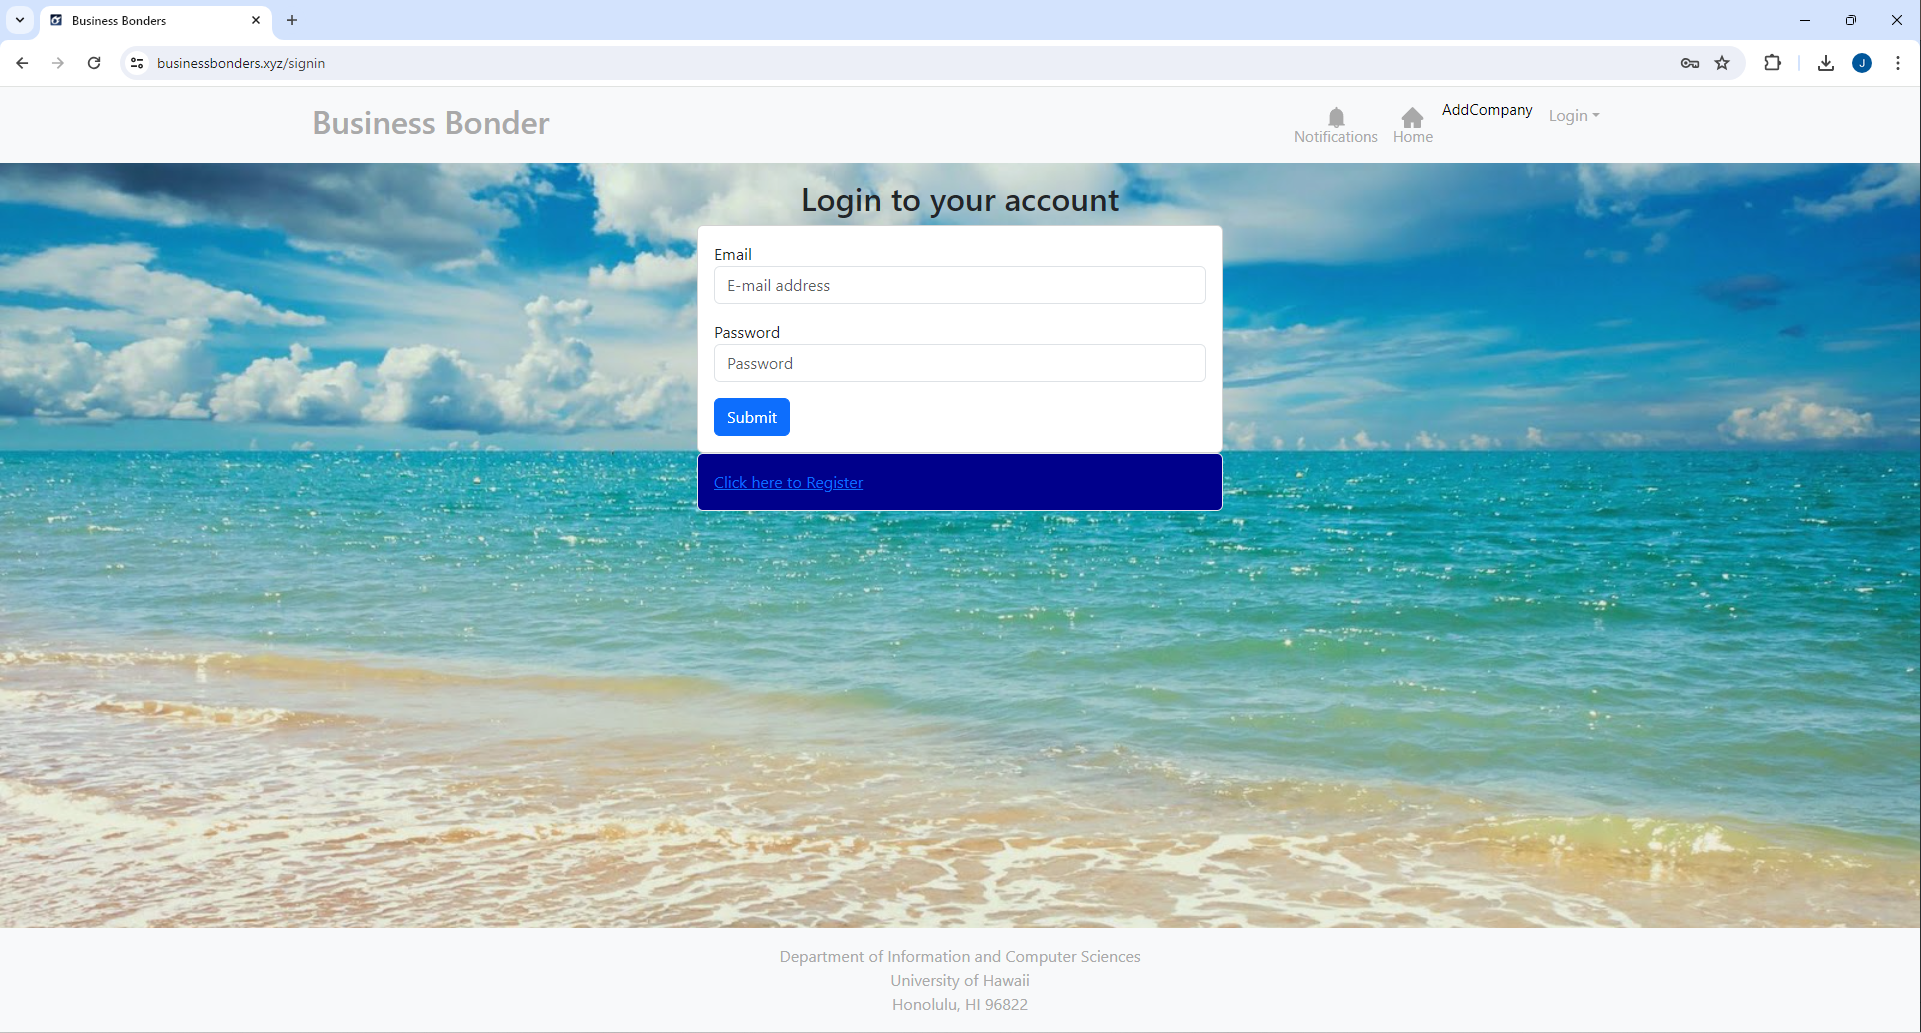 Business Bonders
businessbonders.xyz/signin
J
Business Bonder
Notifications
Home
AddCompany
Login
Login to your account
Email
E-mail address
Password
Password
Submit
Click here to Register
Department of Information and Computer Sciences
University of Hawaii
Honolulu, HI 96822